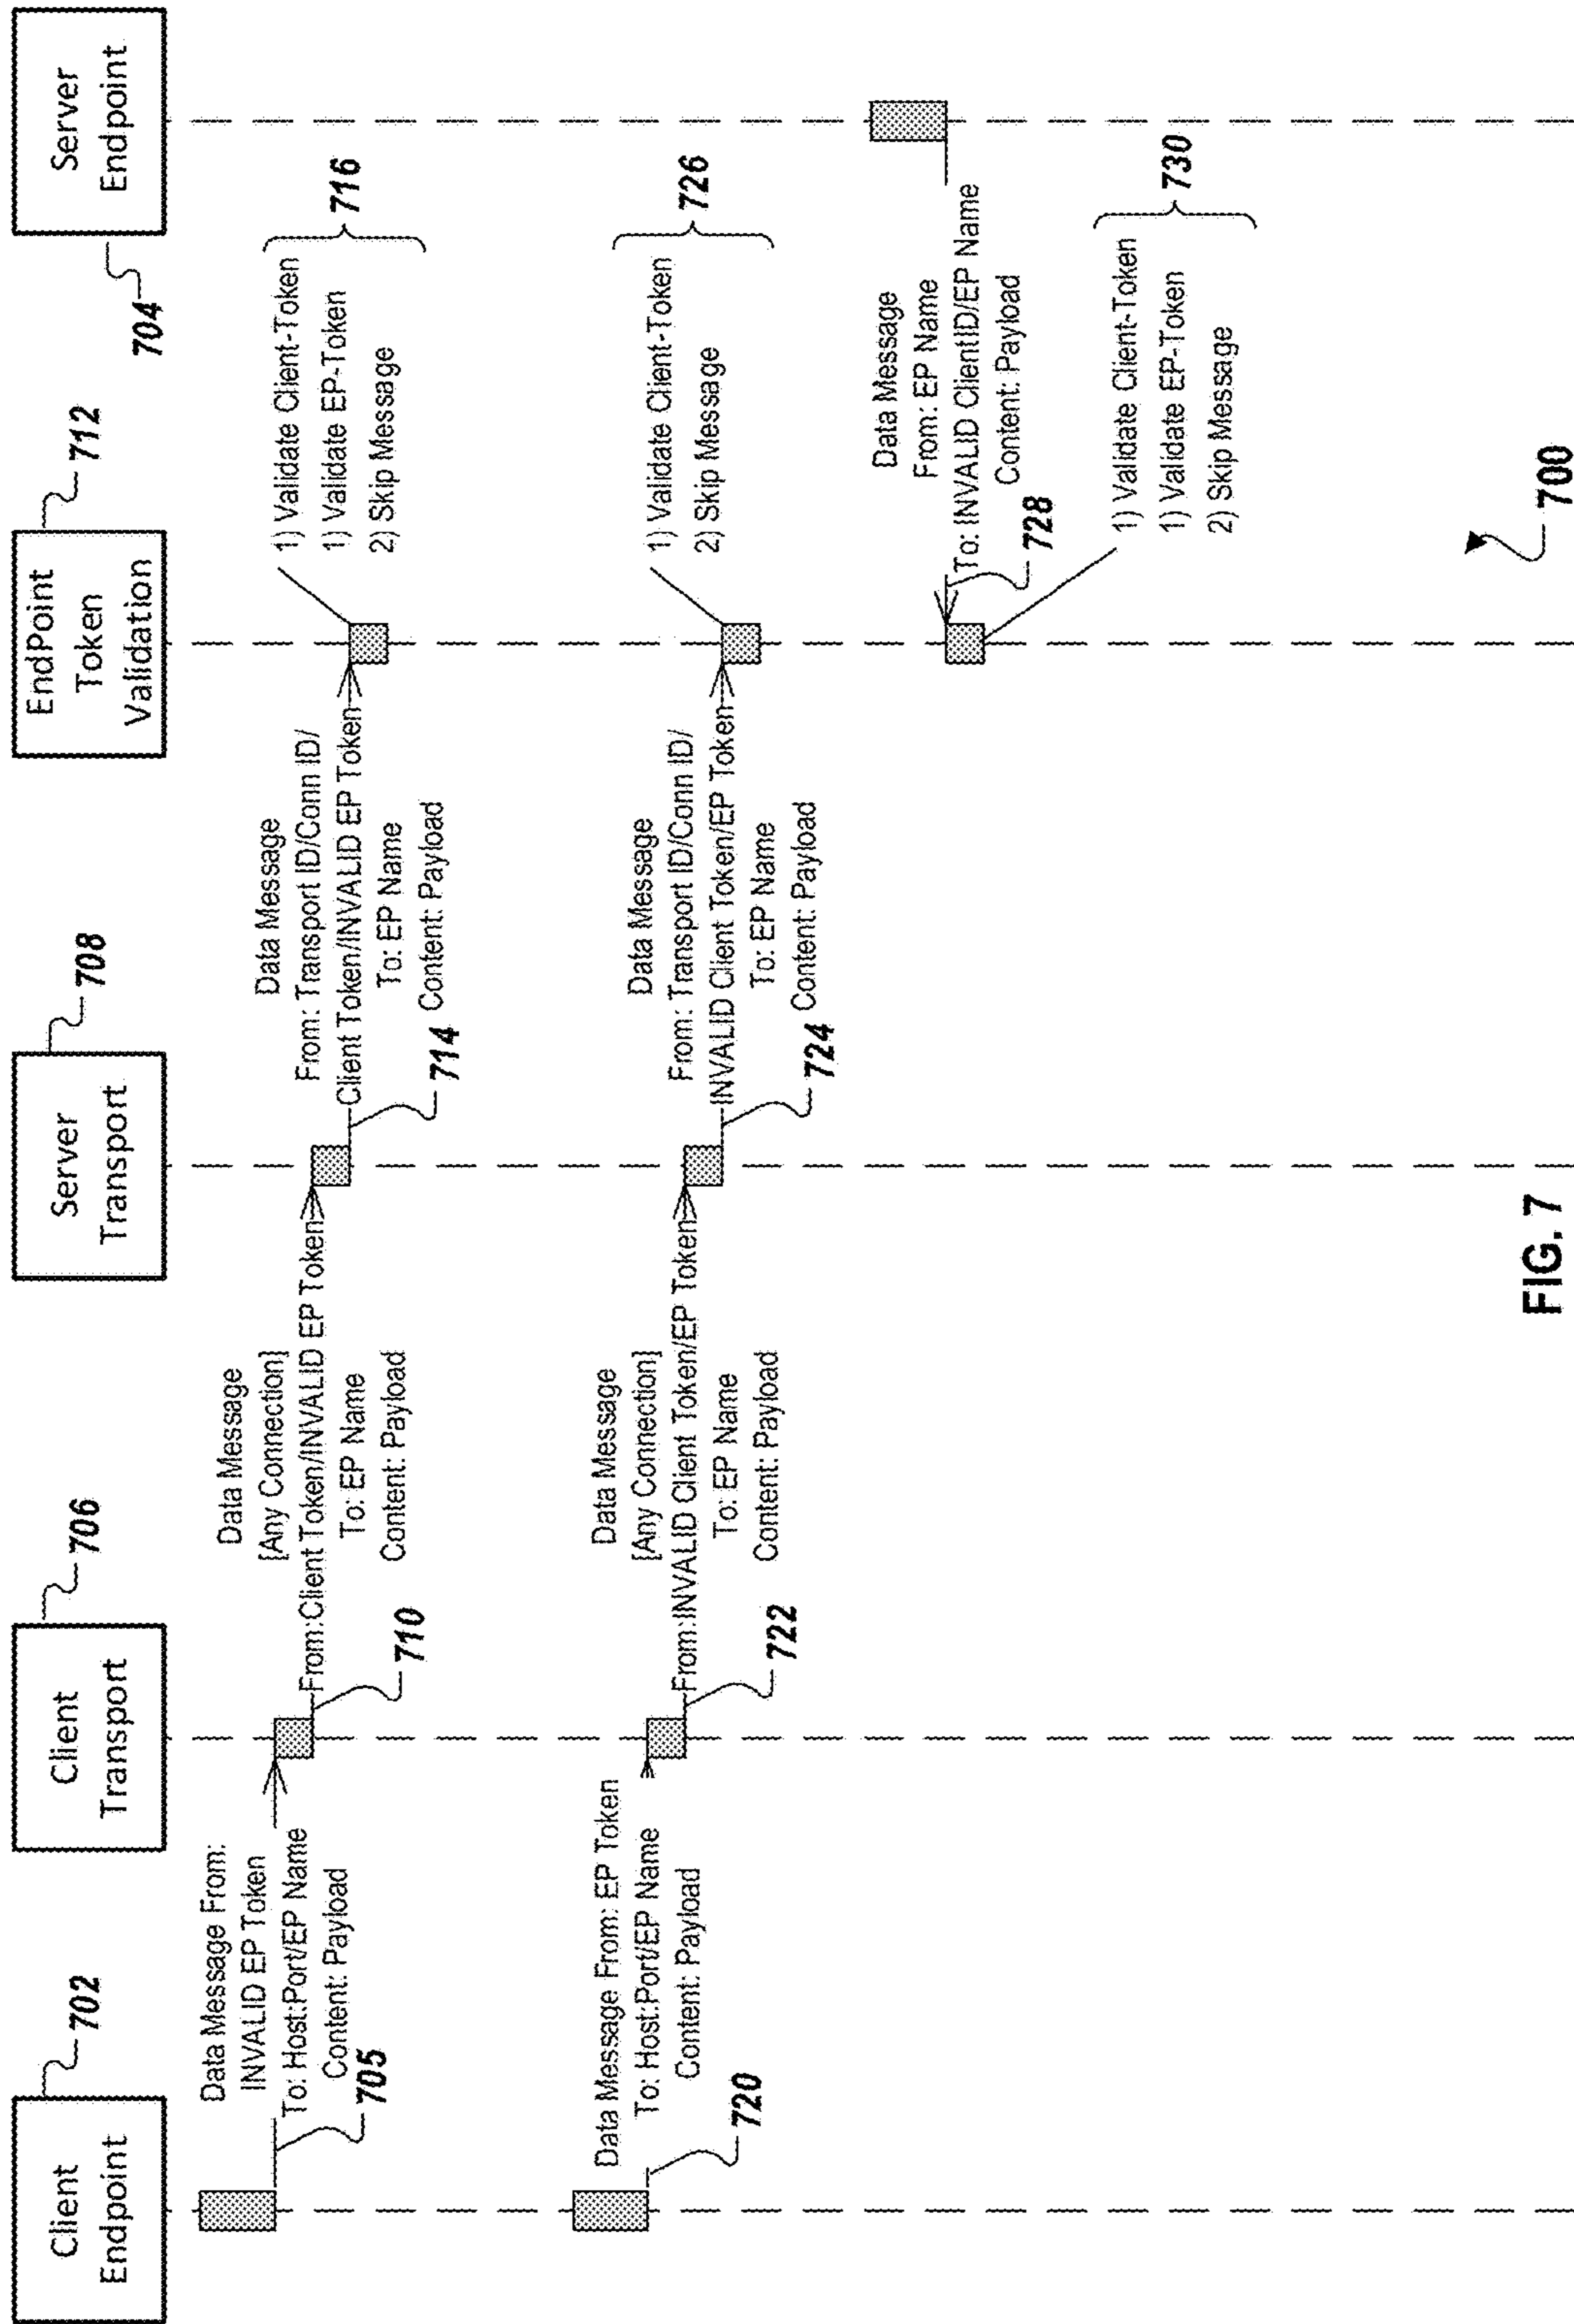 Client
Endpoint
702
Client
Transport
706
Server
Transport
708
EndPoint
Token
Validation
712
Server
Endpoint
704
Data Message From:
INVALID EP Token
To: Host:Port/EP Name
Content: Payload
705
Data Message
[Any Connection]
From:Client Token/INVALID EP Token
To: EP Name
Content: Payload
710
Data Message
From: Transport ID/Conn ID/
Client Token/INVALID EP Token
To: EP Name
Content: Payload
714
1) Validate Client-Token
1) Validate EP-Token
2) Skip Message
716
Data Message From: EP Token
To: Host:Port/EP Name
Content: Payload
720
Data Message
[Any Connection]
From:INVALID Client Token/EP Token
To: EP Name
Content: Payload
722
Data Message
From: Transport ID/Conn ID/
INVALID Client Token/EP Token
To: EP Name
Content: Payload
724
1) Validate Client-Token
2) Skip Message
726
Data Message
From: EP Name
To: INVALID ClientID/EP Name
Content: Payload
728
1) Validate Client-Token
1) Validate EP-Token
2) Skip Message
730
700
FIG. 7